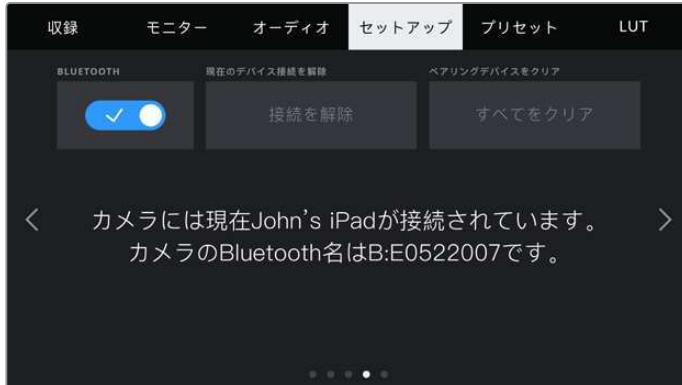 収録 モニター オーディオ セットアップ プリセット LUT
BLUETOOTH 現在のデバイス接続を解除 ペアリングデバイスをクリア
接続を解除 すべてをクリア
カメラには現在John's iPadが接続されています。
カメラのBluetooth名はB:E0522007です。